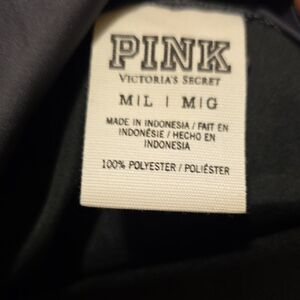 PINK
VICTORIA'S SECRET
M|L | M|G
MADE IN INDONESIA / FAIT EN
INDONÉSIE / HECHO EN
INDONESIA
100% POLYESTER / POLIÉSTER